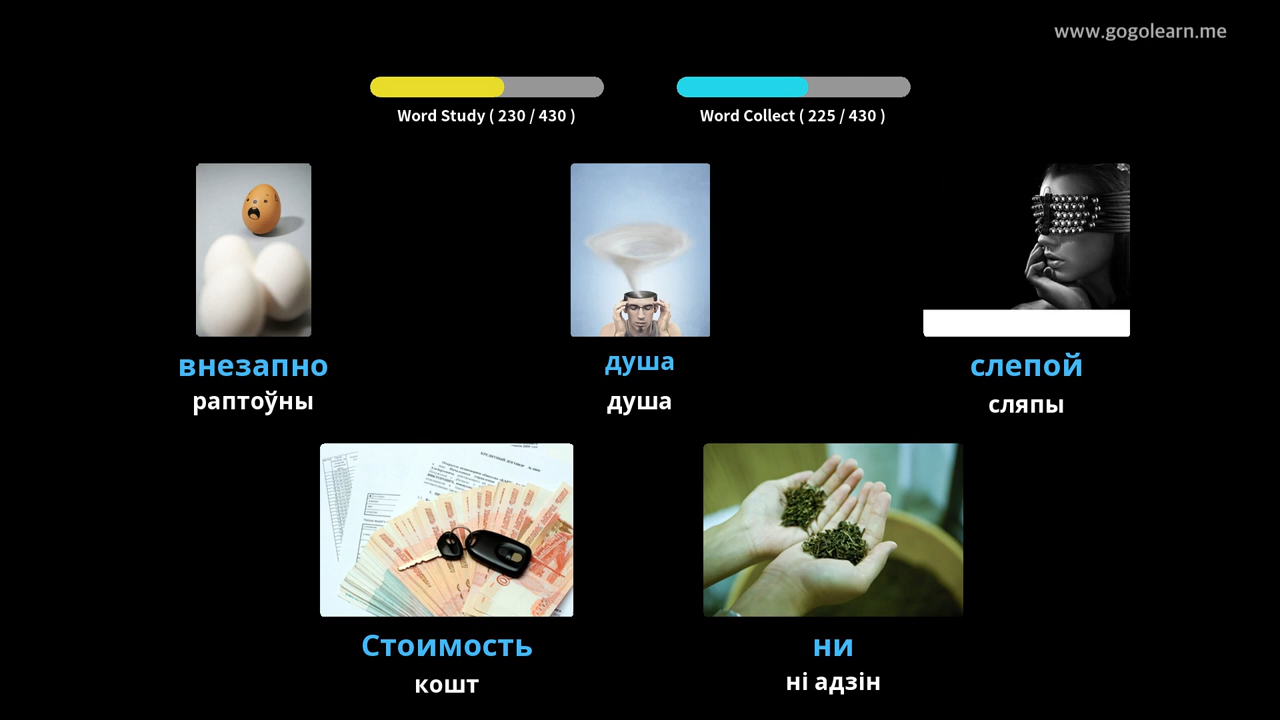 www.gogolearn.me
Word Study ( 230 / 430 )
Word Collect ( 225 / 430 )
внезапно
раптоўны
душа
душа
слепой
сляпы
Стоимость
кошт
ни
ні адзін